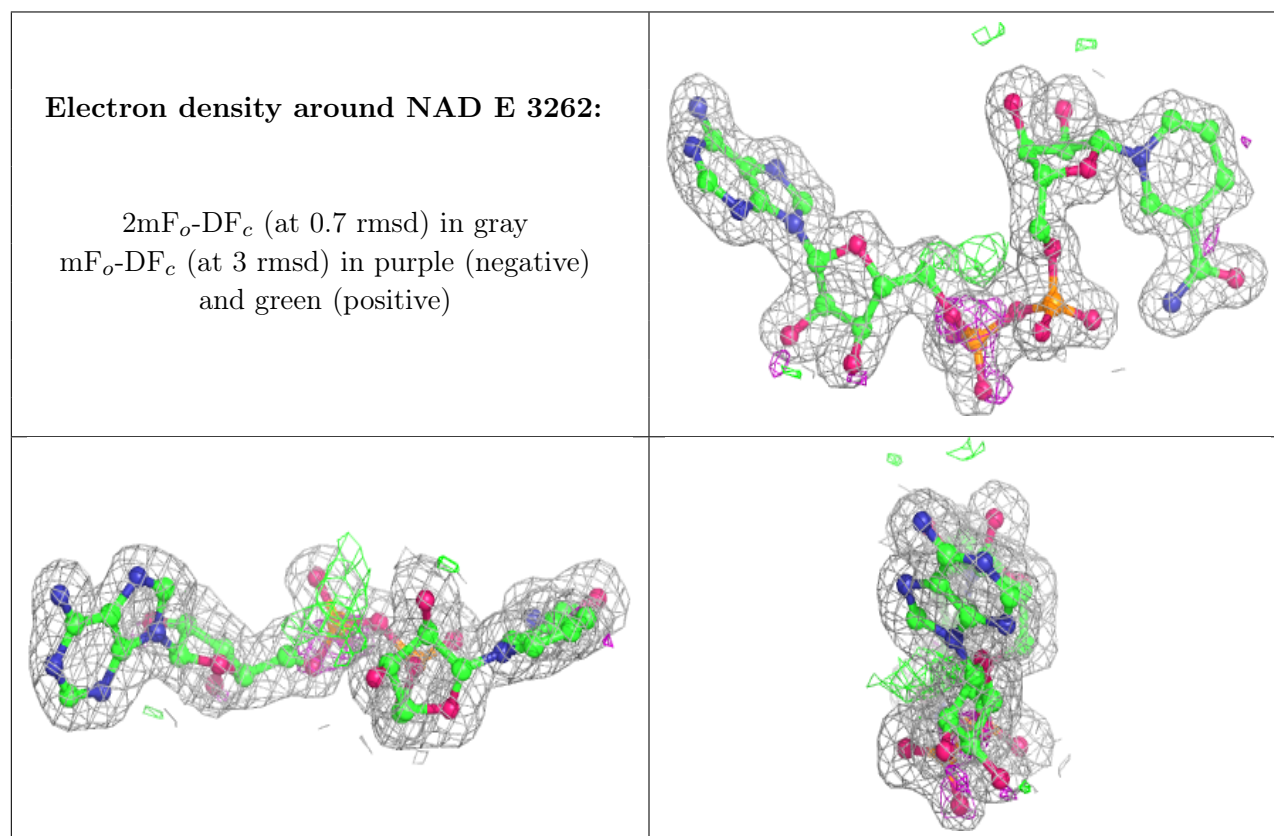 Electron density around NAD E 3262:
2mFo-DFc (at 0.7 rmsd) in gray
mFo-DFc (at 3 rmsd) in purple (negative)
and green (positive)